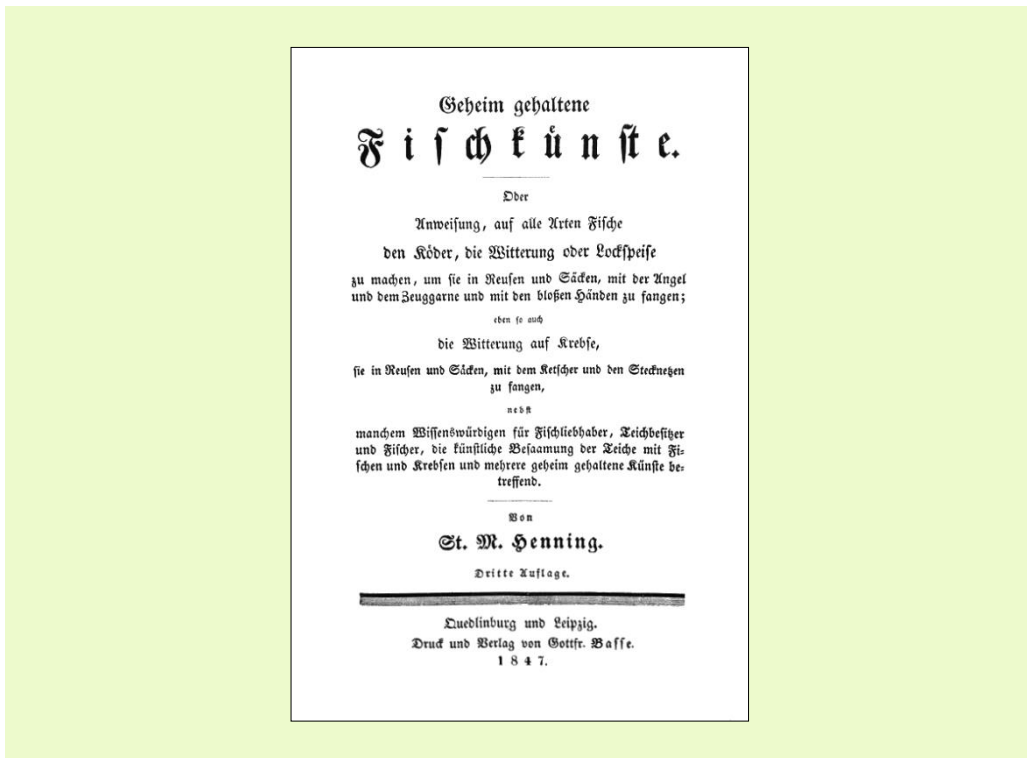 Geheim gehaltene
Fischkünste.
Oder
Anweisung, auf alle Arten Fische
den Köder, die Witterung oder Lockspeise
zu machen, um sie in Reusen und Säcken, mit der Angel
und dem Zeuggarne und mit den bloßen Händen zu fangen;
eben so auch
die Witterung auf Krebse,
sie in Reusen und Säcken, mit dem Ketscher und den Stecknetzen
zu fangen,
nebst
manchem Wissenswürdigen für Fischliebhaber, Teichbesitzer
und Fischer, die künstliche Besaamung der Teiche mit Fi-
schen und Krebsen und mehrere geheim gehaltene Künste be-
treffend.
Von
St. M. Henning.
Dritte Auflage.
Quedlinburg und Leipzig.
Druck und Verlag von Gottfr. Basse.
1847.